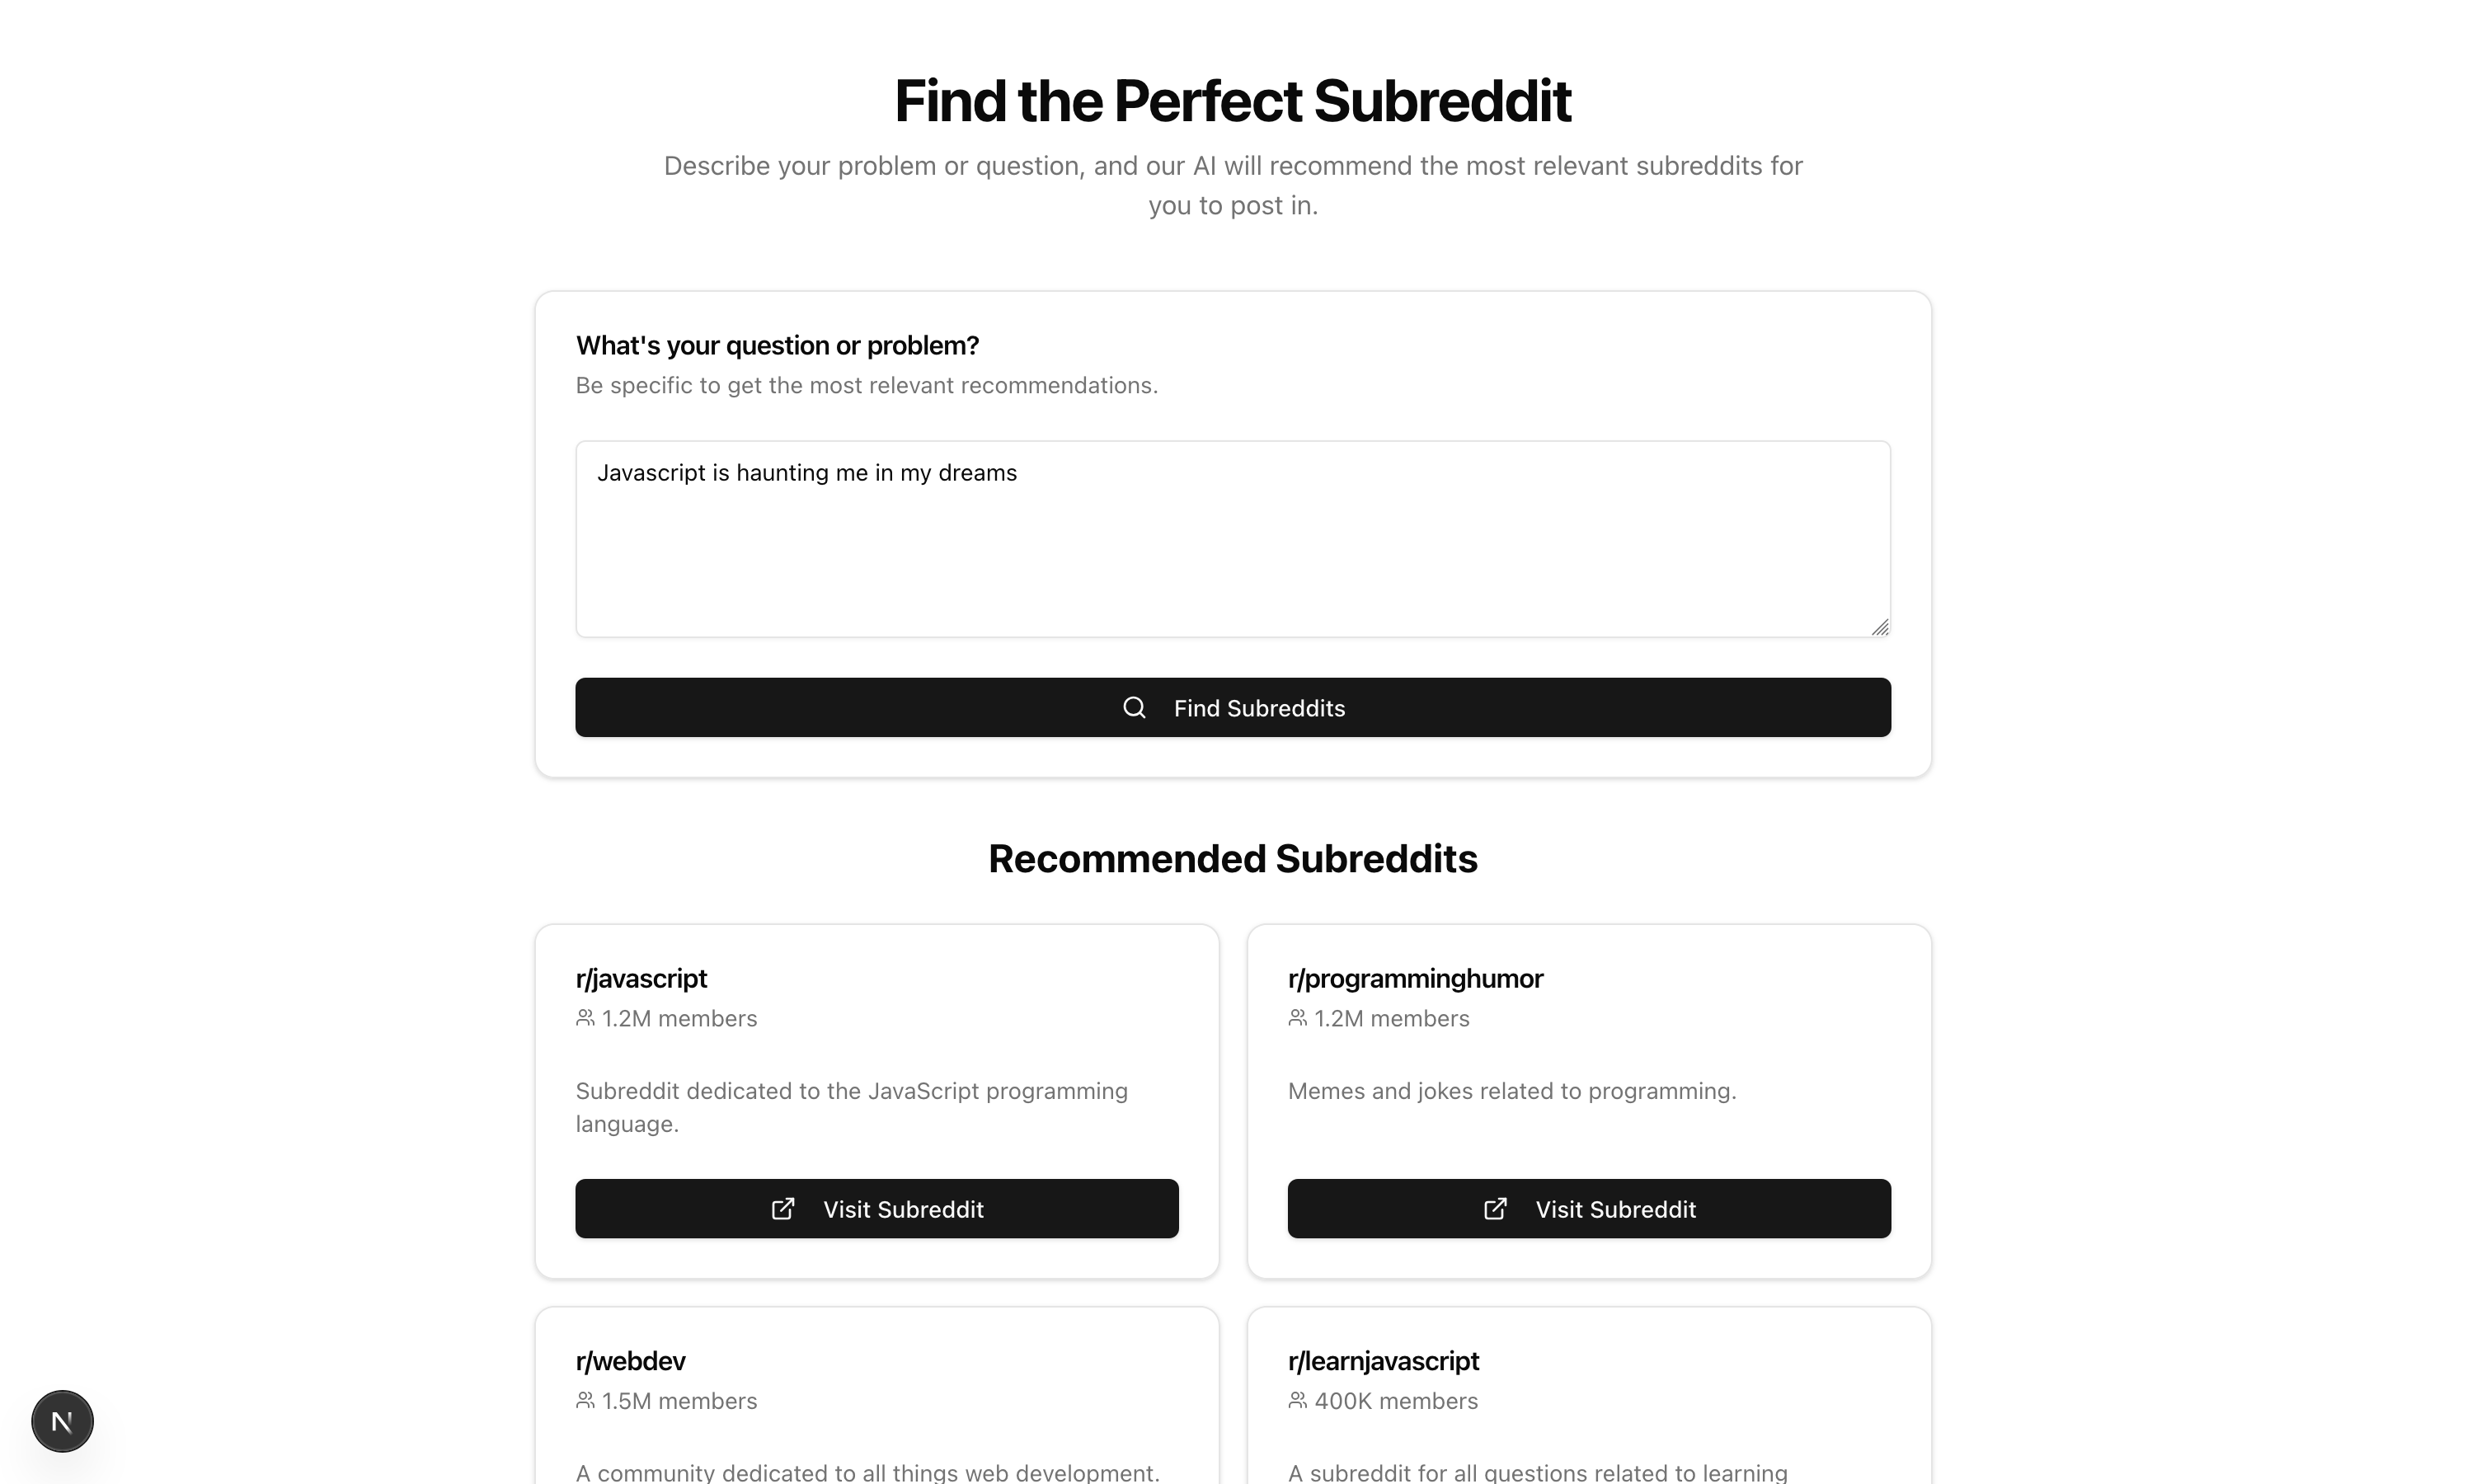 Find the Perfect Subreddit
Describe your problem or question, and our AI will recommend the most relevant subreddits for
you to post in.
What's your question or problem?
Be specific to get the most relevant recommendations.
Javascript is haunting me in my dreams
Find Subreddits
Recommended Subreddits
r/javascript
1.2M members
Subreddit dedicated to the JavaScript programming
language.
Visit Subreddit
r/programminghumor
1.2M members
Memes and jokes related to programming.
Visit Subreddit
r/webdev
1.5M members
A community dedicated to all things web development.
r/learnjavascript
400K members
A subreddit for all questions related to learning
N